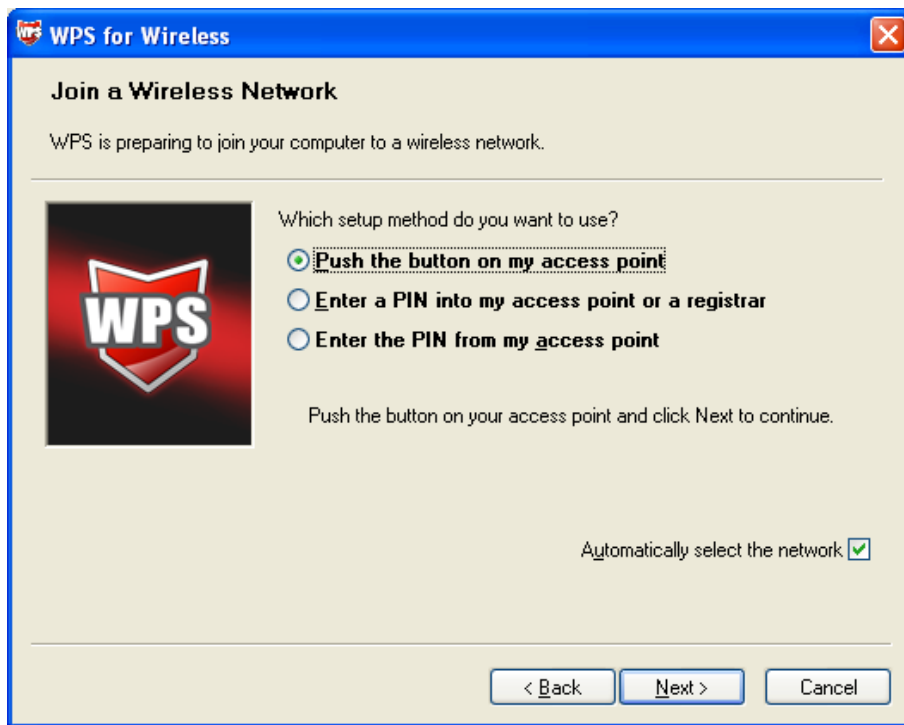 WPS for Wireless
Join a Wireless Network
WPS is preparing to join your computer to a wireless network.
Which setup method do you want to use?
Push the button on my access point
Enter a PIN into my access point or a registrar
Enter the PIN from my access point
WPS
Push the button on your access point and click Next to continue.
Automatically select the network
< Back
Next >
Cancel